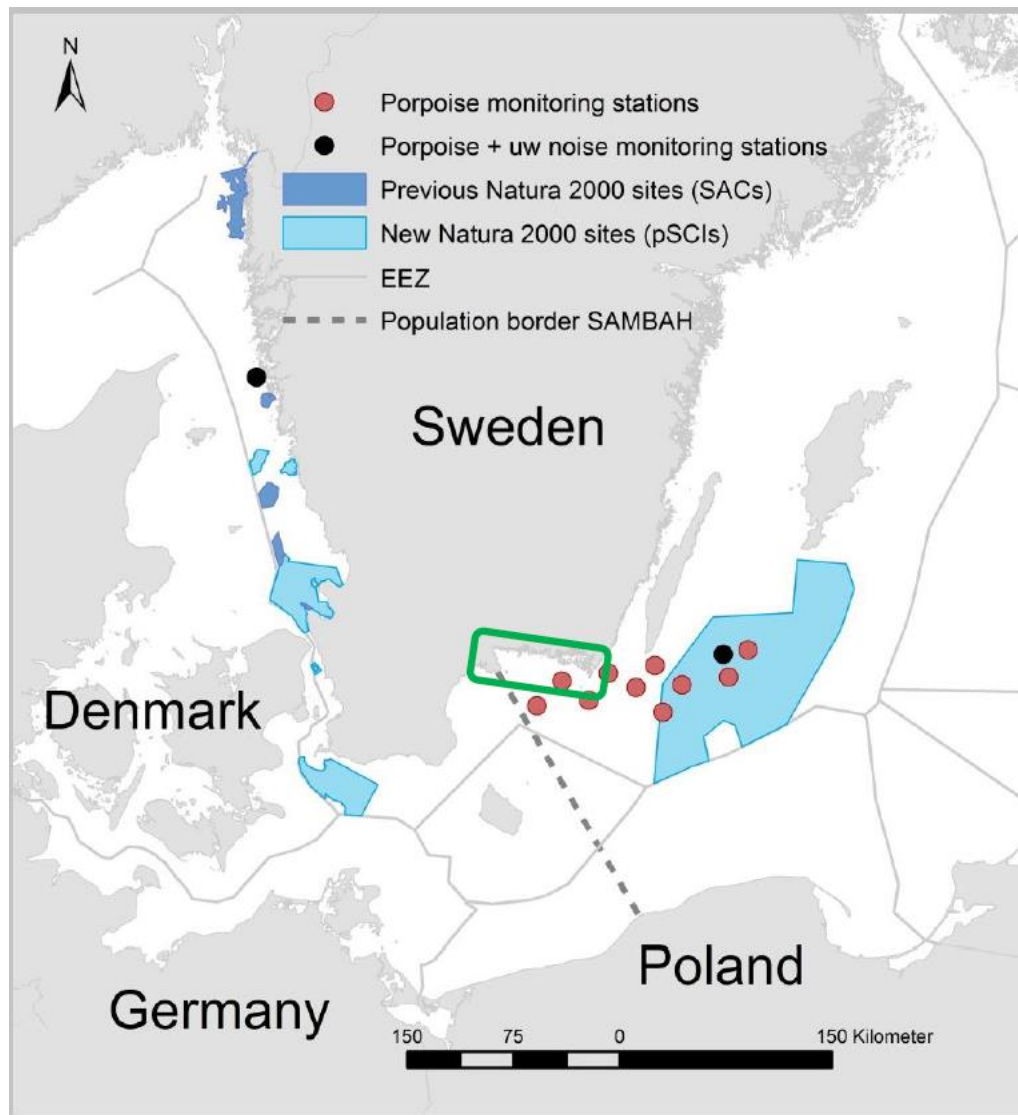 N
Porpoise monitoring stations
Porpoise + uw noise monitoring stations
Previous Natura 2000 sites (SACs)
New Natura 2000 sites (pSCIs)
EEZ
Population border SAMBAH
Sweden
Denmark
Poland
Germany
150 75 0 150 Kilometer